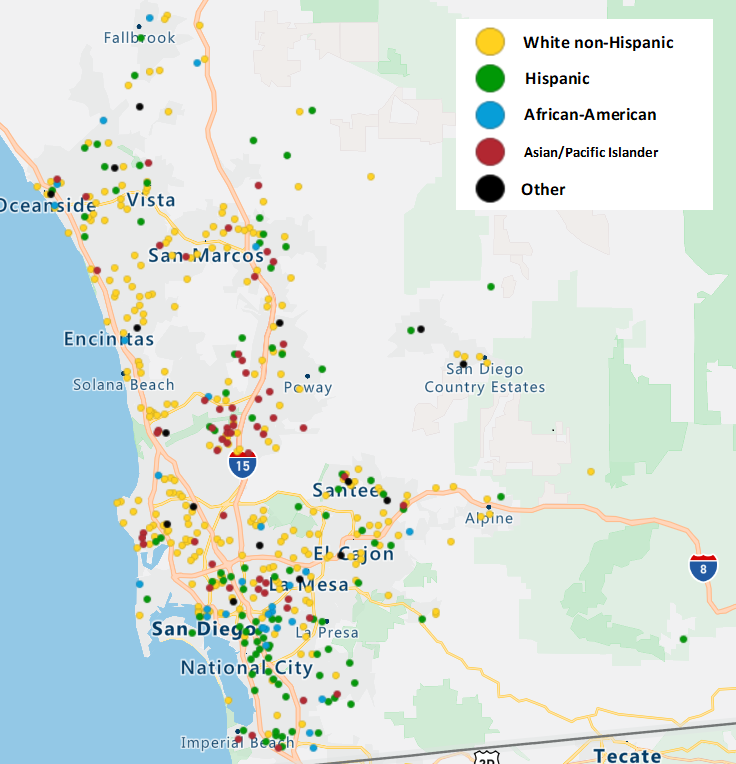 Fallbrook
White non-Hispanic
Hispanic
African-American
Asian/Pacific Islander
Other
Oceanside
Vista
San Marcos
Encinitas
Solana Beach
Poway
San Diego
Country Estates
15
Santee
Alpine
El Cajon
8
La Mesa
San Diego
La Presa
National City
Imperial Beach
Tecate